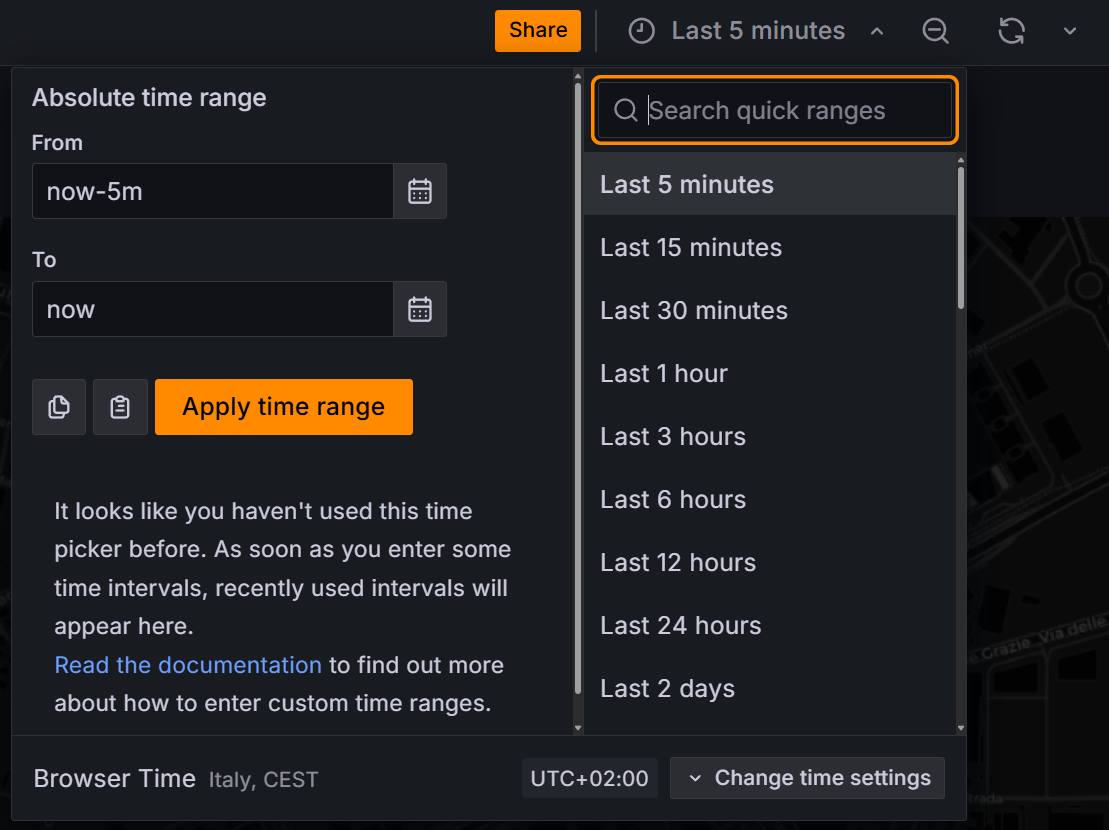 Share
Last 5 minutes
Absolute time range
From
now-5m
To
now
Apply time range
It looks like you haven't used this time
picker before. As soon as you enter some
time intervals, recently used intervals will
appear here.
Read the documentation to find out more
about how to enter custom time ranges.
Search quick ranges
Last 5 minutes
Last 15 minutes
Last 30 minutes
Last 1 hour
Last 3 hours
Last 6 hours
Last 12 hours
Last 24 hours
Last 2 days
Browser Time Italy, CEST
UTC+02:00
Change time settings
Grazie
Via delle